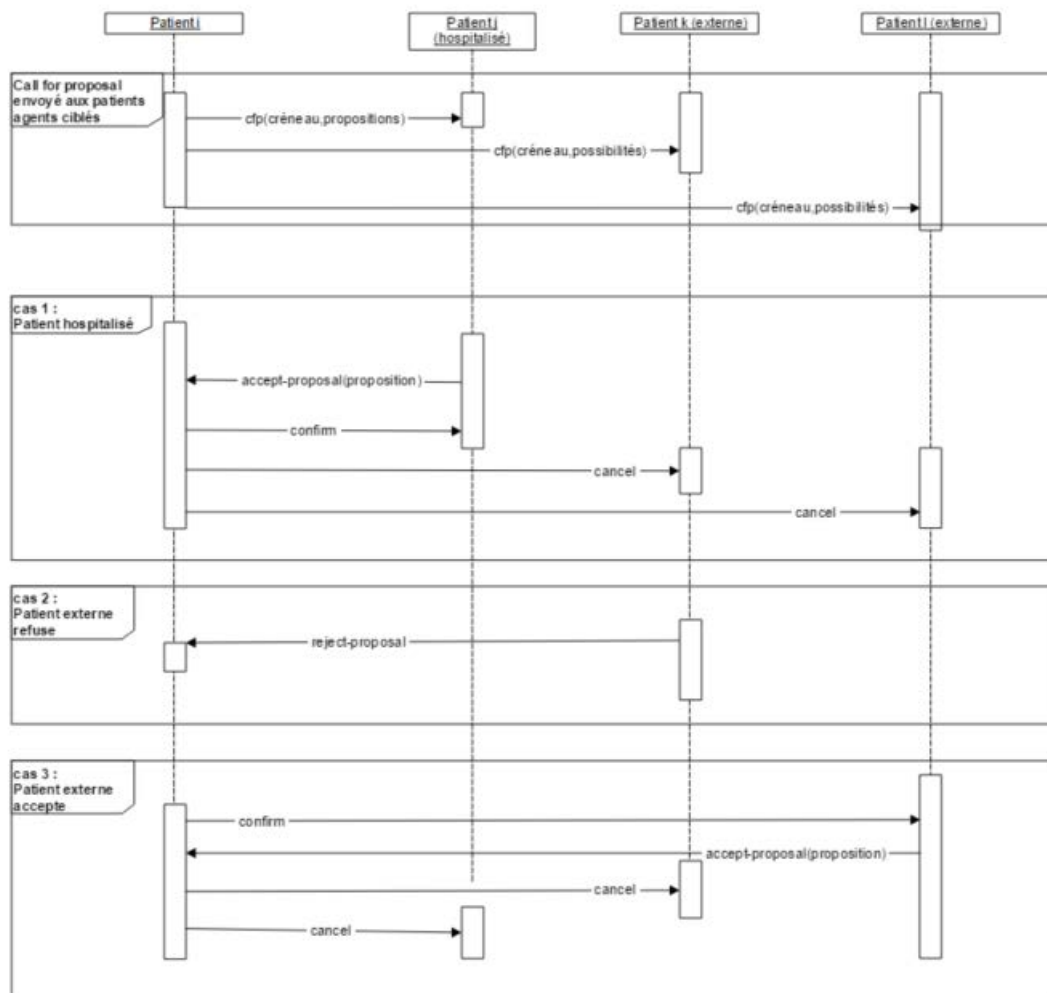 Patient i
Patient j
(hospitalisé)
Patient k (externe)
Patient l (externe)
Call for proposal
envoyé aux patients
agents ciblés
cfp(créneau,propositions)
cfp(créneau,possibilités)
cfp(créneau,possibilités)
cas 1 :
Patient hospitalisé
accept-proposal(proposition)
confirm
cancel
cancel
cas 2 :
Patient externe
refuse
reject-proposal
cas 3 :
Patient externe
accepte
confirm
accept-proposal(proposition)
cancel
cancel